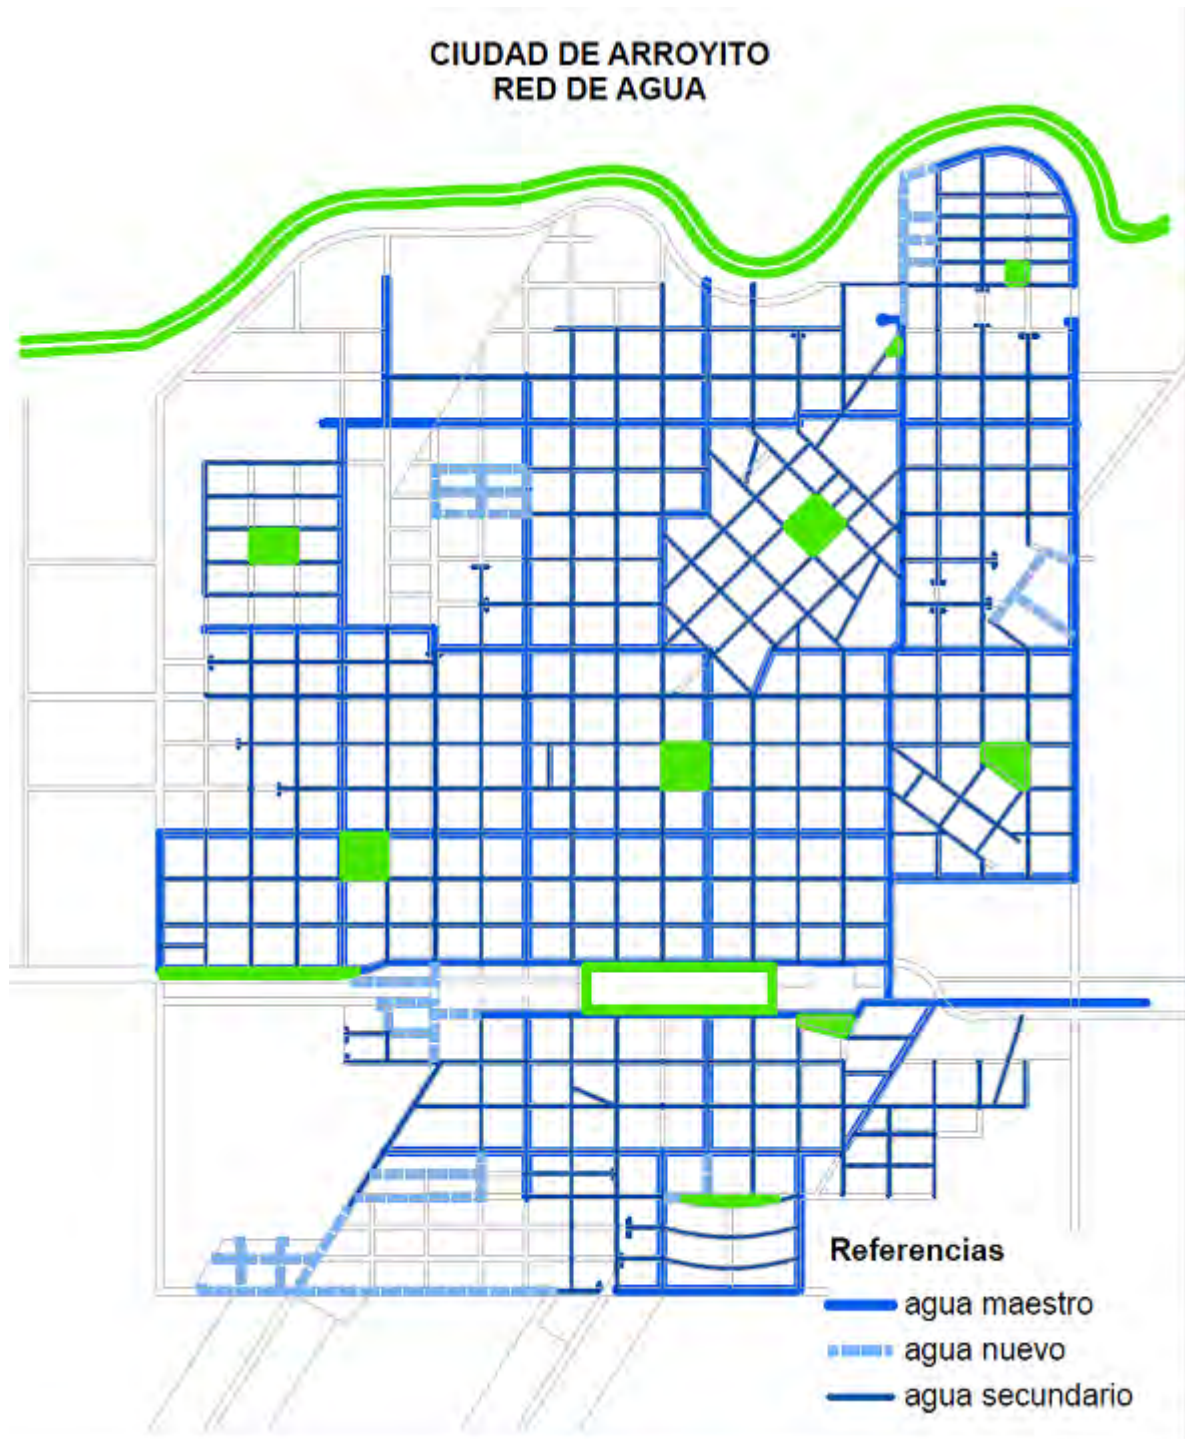 CIUDAD DE ARROYITO
RED DE AGUA
Referencias
agua maestro
agua nuevo
agua secundario